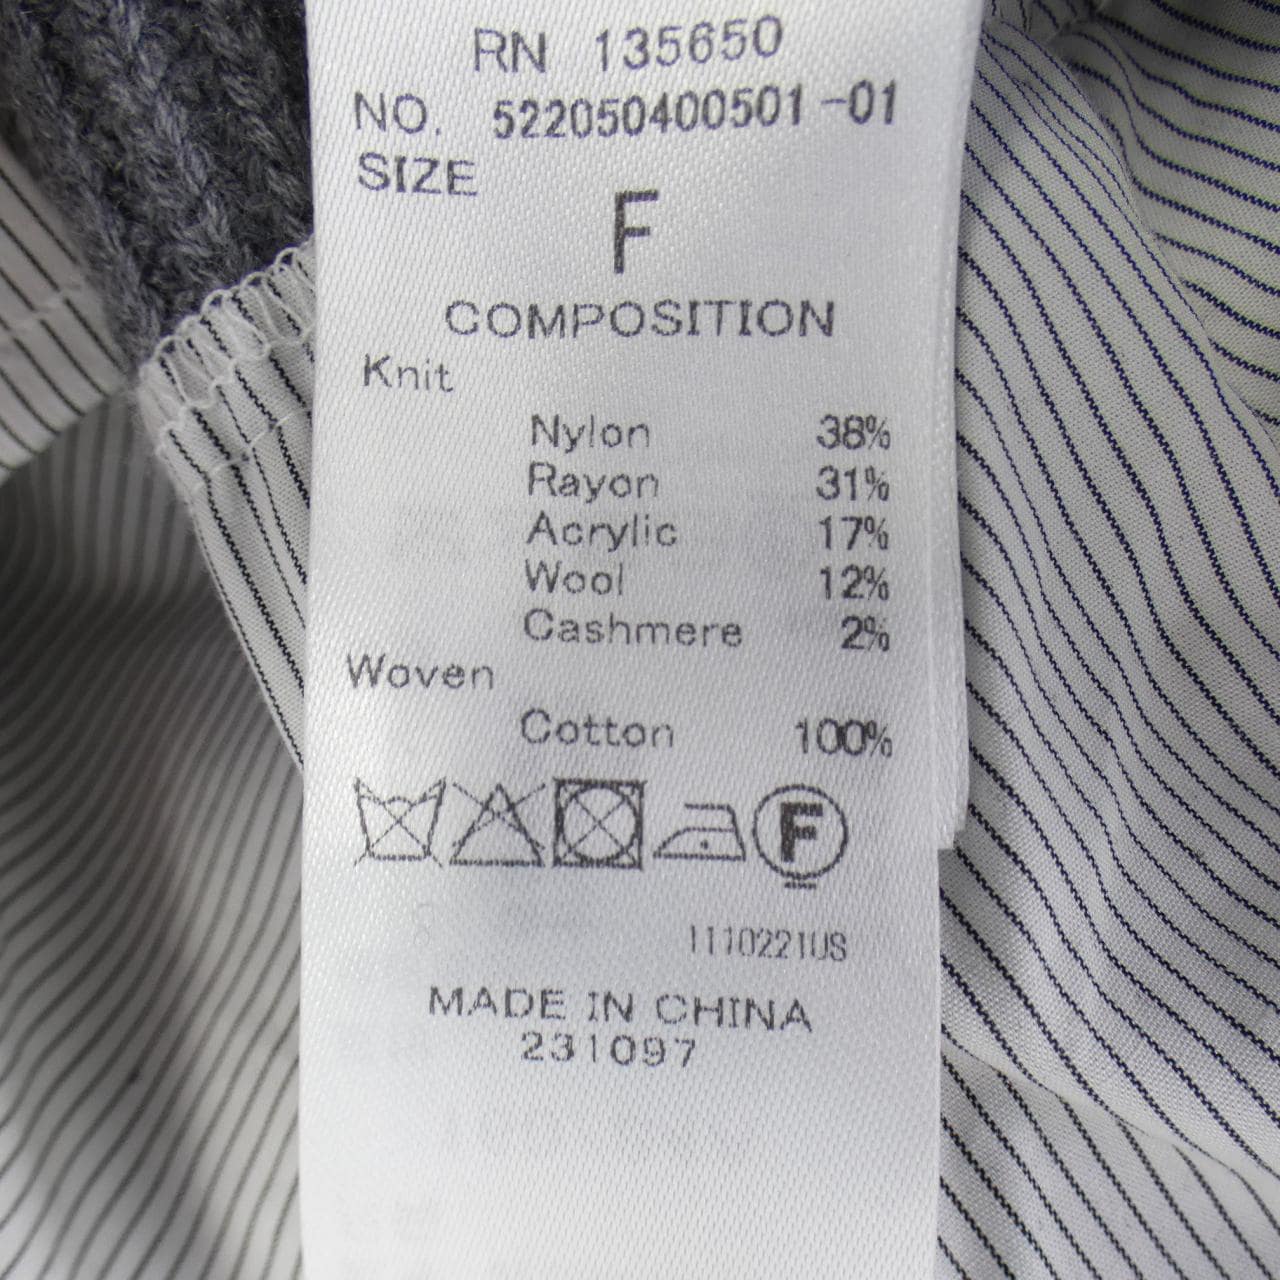 RN 135650
NO. 522050400501-01
SIZE
F
COMPOSITION
Knit
Nylon 38%
Rayon 31%
Acrylic 17%
Wool 12%
Cashmere 2%
Woven
Cotton 100%
F
1110221US
MADE IN CHINA
231097